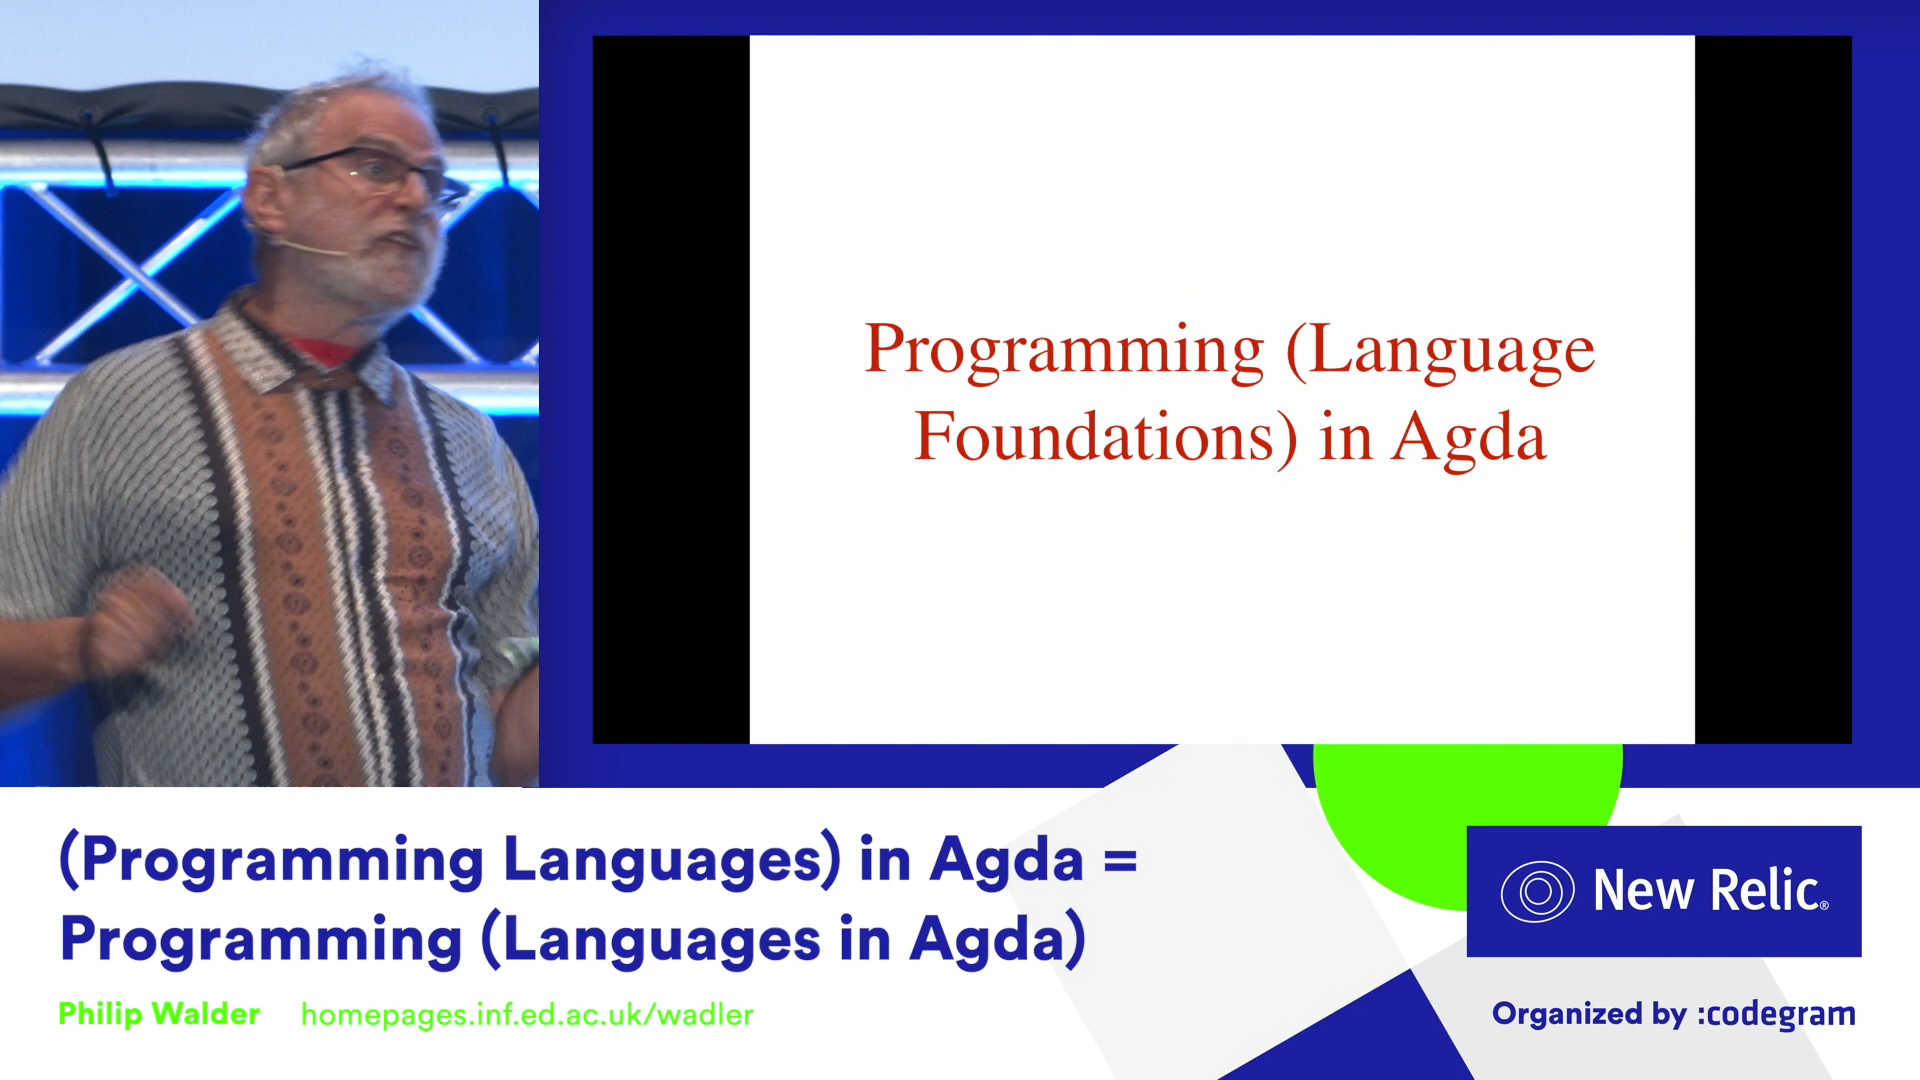 Programming (Language
Foundations) in Agda
(Programming Languages) in Agda =
Programming (Languages in Agda)
Philip Walder homepages.inf.ed.ac.uk/wadler
New Relic®
Organized by :codegram